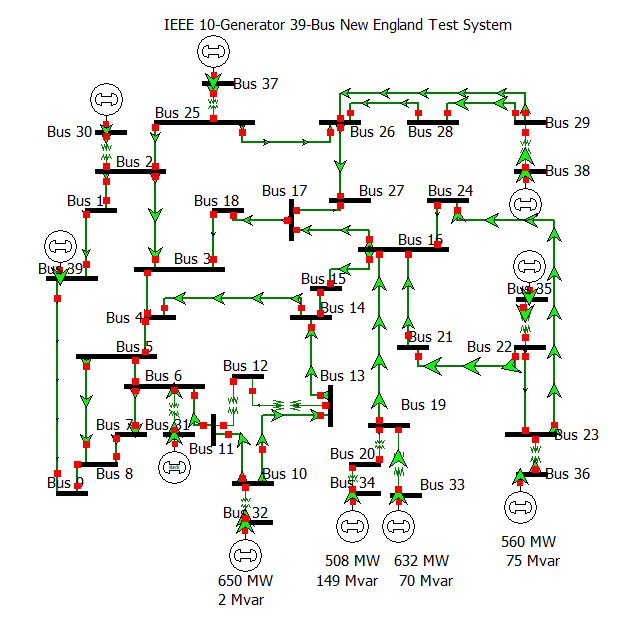 IEEE 10-Generator 39-Bus New England Test System
Bus 37
Bus 25
Bus 30
Bus 26
Bus 28
Bus 29
Bus 2
Bus 38
Bus 1
Bus 18
Bus 17
Bus 27
Bus 24
Bus 39
Bus 3
Bus 16
Bus 15
Bus 35
Bus 4
Bus 14
Bus 5
Bus 21
Bus 22
Bus 6
Bus 12
Bus 13
Bus 7
Bus 31
Bus 11
Bus 19
Bus 23
Bus 9
Bus 8
Bus 10
Bus 20
Bus 34
Bus 33
Bus 36
slack
Bus 32
650 MW
2 Mvar
508 MW
149 Mvar
632 MW
70 Mvar
560 MW
75 Mvar